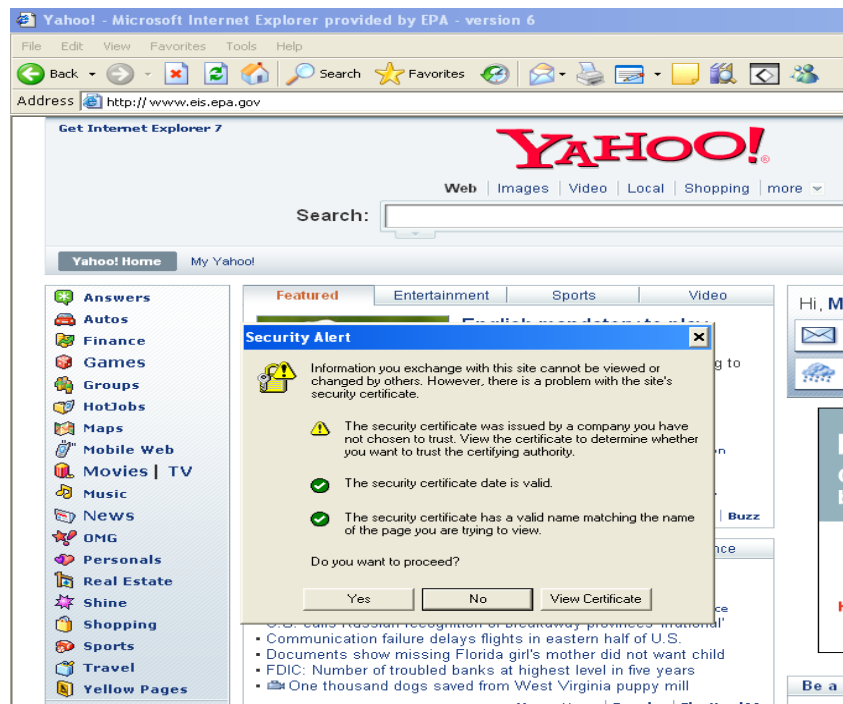 Yahoo! - Microsoft Internet Explorer provided by EPA - version 6
File Edit View Favorites Tools Help
Back Search Favorites
Address http://www.eis.epa.gov
Get Internet Explorer 7
YAHOO!
Web | Images | Video | Local | Shopping | more
Search:
Yahoo! Home My Yahoo!
Answers
Autos
Finance
Games
Groups
HotJobs
Maps
Mobile Web
Movies | TV
Music
News
OMG
Personals
Real Estate
Shine
Shopping
Sports
Travel
Yellow Pages
Featured Entertainment Sports Video
English mandatory to play
g to
Buzz
Security Alert
Information you exchange with this site cannot be viewed or
changed by others. However, there is a problem with the site's
security certificate.
The security certificate was issued by a company you have
not chosen to trust. View the certificate to determine whether
you want to trust the certifying authority.
The security certificate date is valid.
The security certificate has a valid name matching the name
of the page you are trying to view.
Do you want to proceed?
Yes No View Certificate
Communication failure delays flights in eastern half of U.S.
Documents show missing Florida girl's mother did not want child
FDIC: Number of troubled banks at highest level in five years
One thousand dogs saved from West Virginia puppy mill
Hi, M
Be a